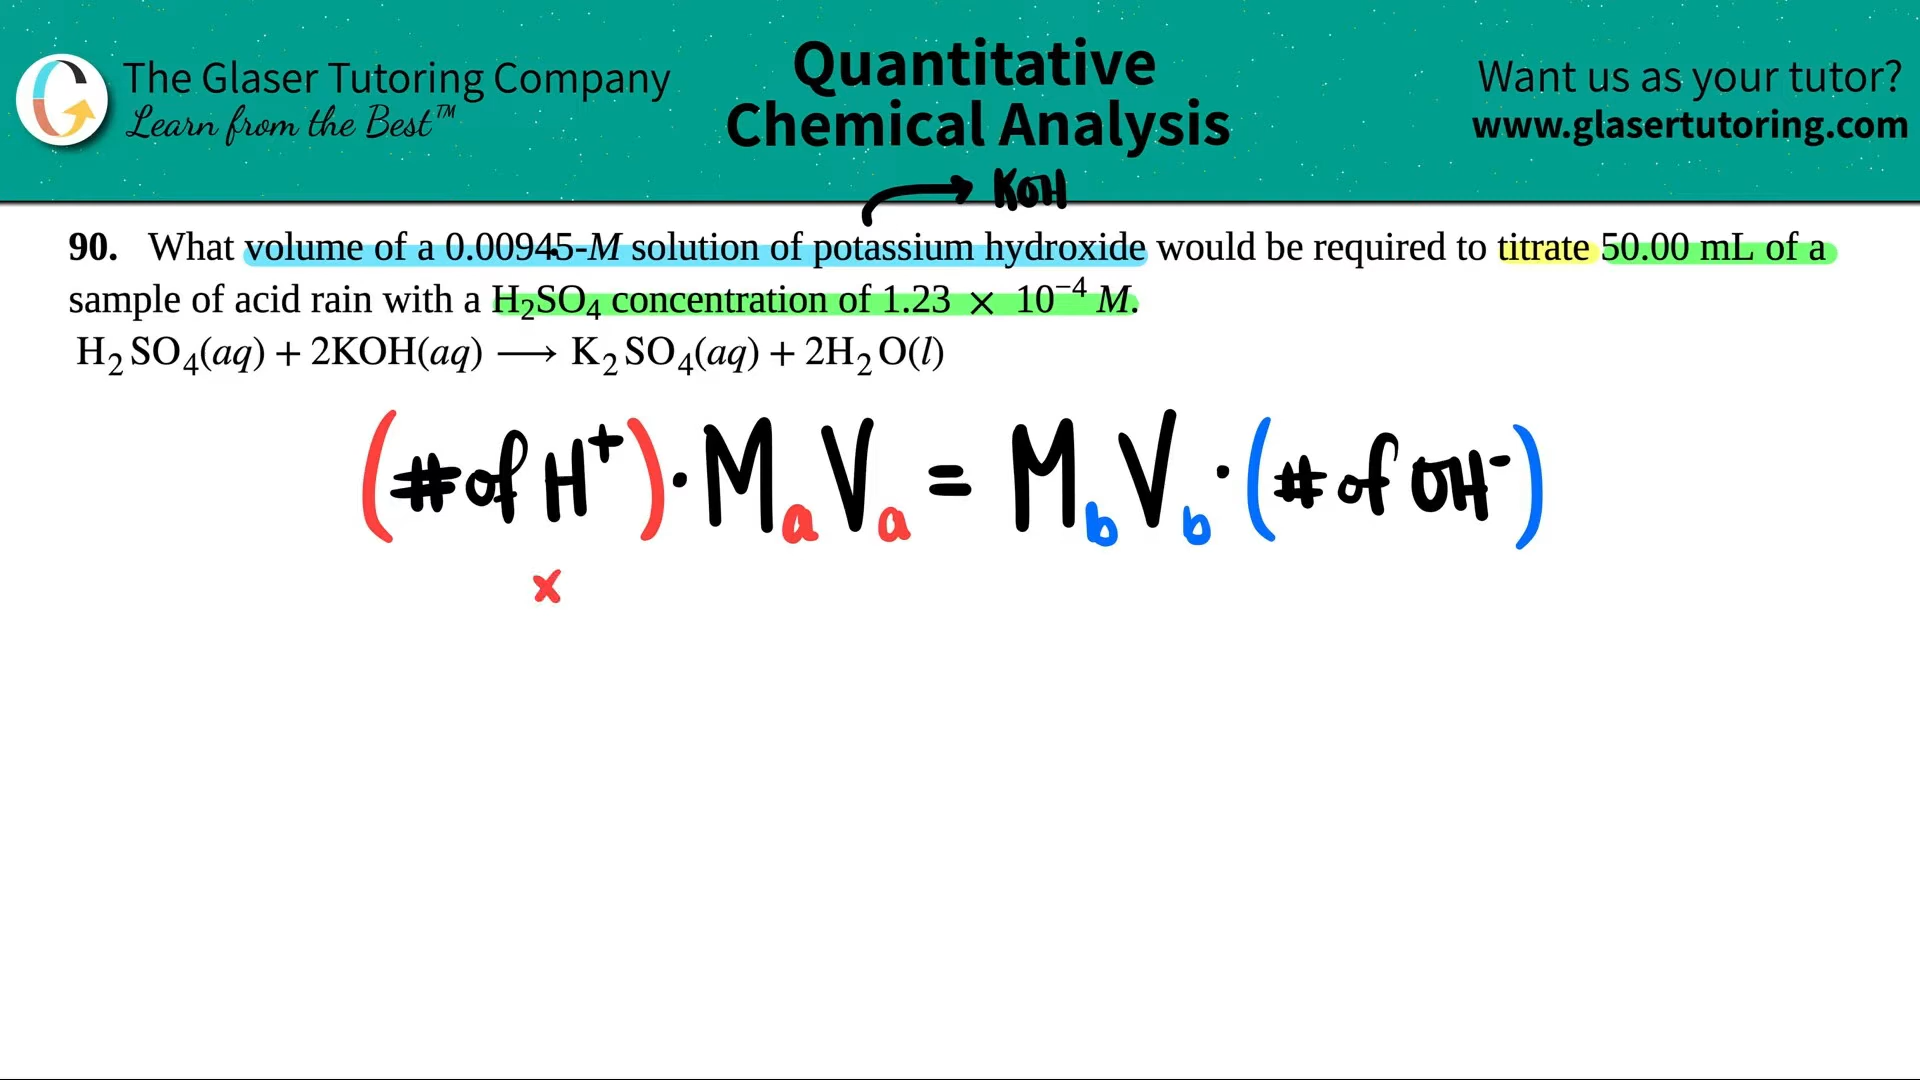 The Glaser Tutoring Company
Learn from the Best™
Quantitative
Chemical Analysis
Want us as your tutor?
www.glasertutoring.com
KOH
90. What volume of a 0.00945-M solution of potassium hydroxide would be required to titrate 50.00 mL of a
sample of acid rain with a H₂SO₄ concentration of 1.23 × 10⁻⁴ M.
H₂SO₄(aq) + 2KOH(aq) ⟶ K₂SO₄(aq) + 2H₂O(l)
(# of H⁺) · MₐVₐ = M_bV_b · (# of OH⁻)
x